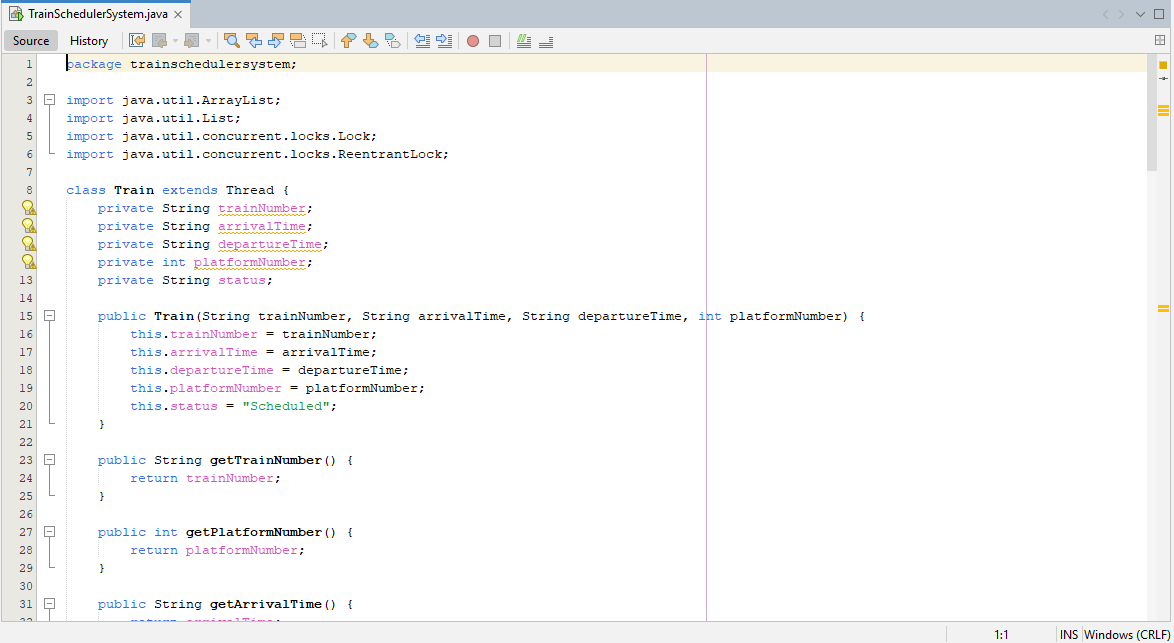 TrainSchedulerSystem.java
Source History
1 package trainschedulersystem;
2
3 import java.util.ArrayList;
4 import java.util.List;
5 import java.util.concurrent.locks.Lock;
6 import java.util.concurrent.locks.ReentrantLock;
7
8 class Train extends Thread {
private String trainNumber;
private String arrivalTime;
private String departureTime;
private int platformNumber;
13 private String status;
14
15 public Train(String trainNumber, String arrivalTime, String departureTime, int platformNumber) {
16 this.trainNumber = trainNumber;
17 this.arrivalTime = arrivalTime;
18 this.departureTime = departureTime;
19 this.platformNumber = platformNumber;
20 this.status = "Scheduled";
21 }
22
23 public String getTrainNumber() {
24 return trainNumber;
25 }
26
27 public int getPlatformNumber() {
28 return platformNumber;
29 }
30
31 public String getArrivalTime() {
32 return arrivalTime;
1:1 INS Windows (CRLF)